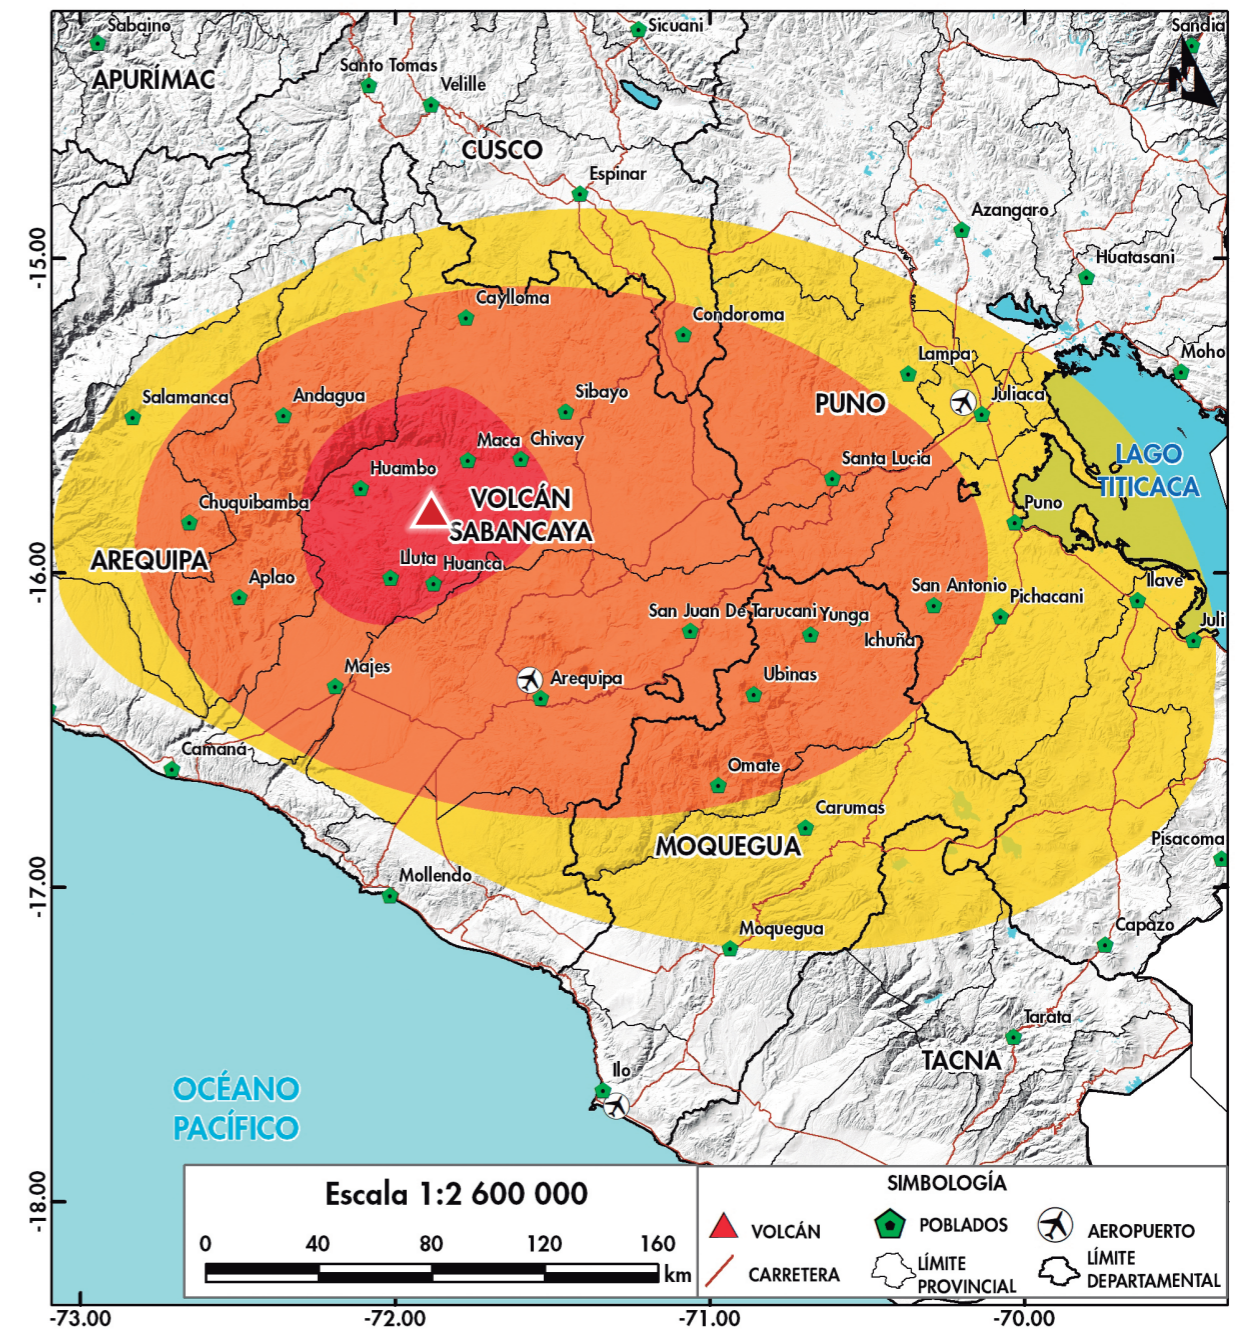 Sabaino
Sicuani
Sandia
APURÍMAC
Santo Tomas
Velille
N
CUSCO
Espinar
Azangaro
Huatasani
-15.00
Caylloma
Condoroma
Lampa
Moho
Salamanca
Andagua
Sibayo
PUNO
Juliaca
Maca
Chivay
Huambo
Santa Lucia
LAGO
TITICACA
Chuquibamba
VOLCÁN
SABANCAYA
Puno
AREQUIPA
Lluta
Huanca
-16.00
Aplao
San Antonio
Pichacani
Ilave
San Juan De Tarucani
Yunga
Ichuña
Juli
Majes
Arequipa
Ubinas
Camaná
Omate
Carumas
MOQUEGUA
Pisacoma
-17.00
Mollendo
Moquegua
Capazo
Tarata
TACNA
Ilo
OCÉANO
PACÍFICO
-18.00
Escala 1:2 600 000
0 40 80 120 160
km
SIMBOLOGÍA
VOLCÁN
POBLADOS
AEROPUERTO
CARRETERA
LÍMITE
PROVINCIAL
LÍMITE
DEPARTAMENTAL
-73.00 -72.00 -71.00 -70.00